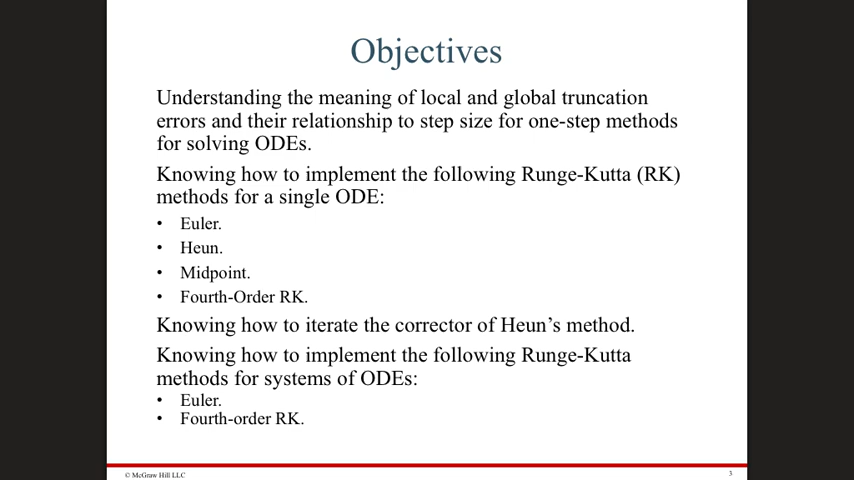 Objectives
Understanding the meaning of local and global truncation
errors and their relationship to step size for one-step methods
for solving ODEs.
Knowing how to implement the following Runge-Kutta (RK)
methods for a single ODE:
• Euler.
• Heun.
• Midpoint.
• Fourth-Order RK.
Knowing how to iterate the corrector of Heun’s method.
Knowing how to implement the following Runge-Kutta
methods for systems of ODEs:
• Euler.
• Fourth-order RK.
© McGraw Hill LLC
3